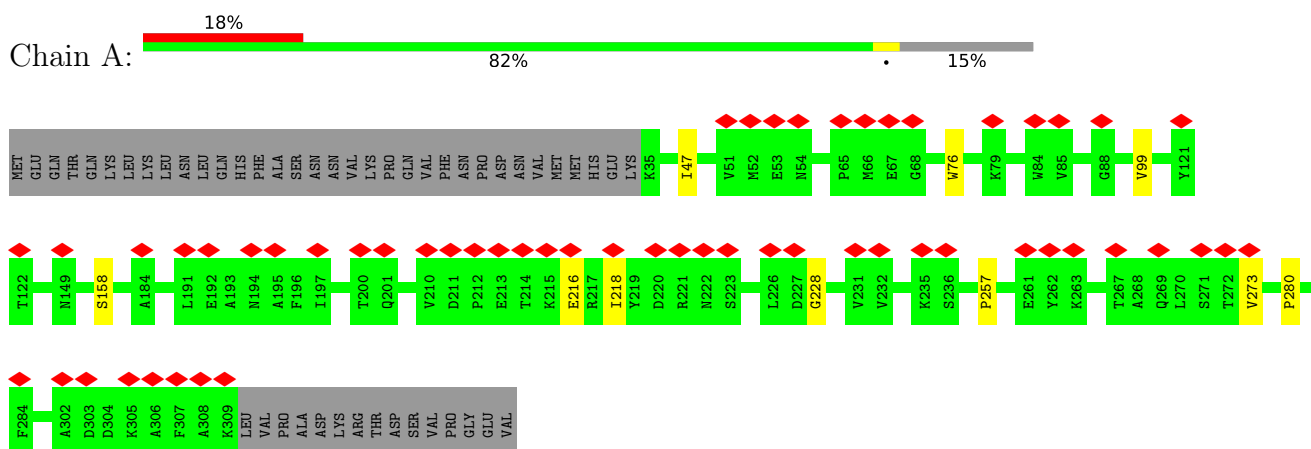 18%
Chain A:
82% • 15%
MET GLU GLN THR GLN LYS LEU LYS LEU ASN LEU GLN HIS PHE ALA SER ASN ASN VAL LYS PRO GLN VAL PHE ASN PRO ASP ASN VAL MET MET HIS GLU LYS K35 I47 V51 M52 E53 N54 P65 M66 E67 G68 W76 K79 W84 V85 G88 V99 Y121
T122 N149 S158 A184 L191 E192 A193 N194 A195 F196 I197 T200 Q201 V210 D211 P212 E213 T214 K215 E216 R217 I218 Y219 D220 R221 N222 S223 L226 D227 G228 V231 V232 K235 S236 P257 E261 Y262 K263 T267 A268 Q269 L270 S271 T272 V273 P280
F284 A302 D303 D304 K305 A306 F307 A308 K309 LEU VAL PRO ALA ASP LYS ARG THR ASP SER VAL PRO GLY GLU VAL